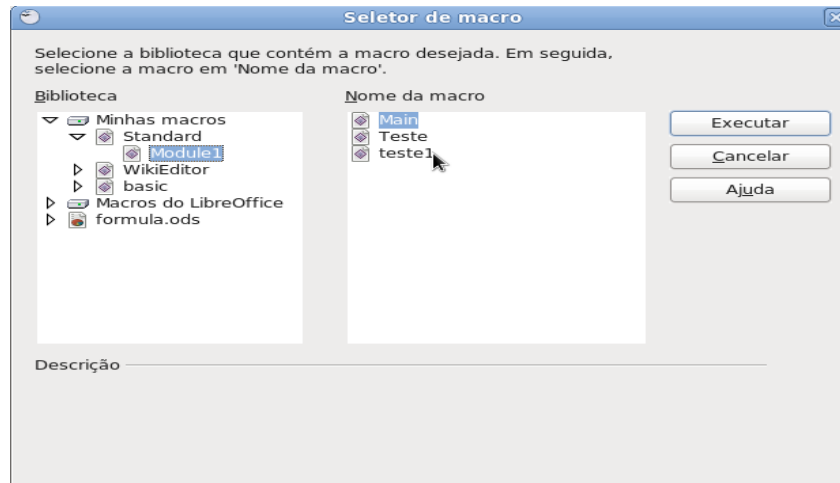 Seletor de macro
Selecione a biblioteca que contém a macro desejada. Em seguida,
selecione a macro em 'Nome da macro'.
Biblioteca
Minhas macros
Standard
Module1
WikiEditor
basic
Macros do LibreOffice
formula.ods
Nome da macro
Main
Teste
teste1
Executar
Cancelar
Ajuda
Descrição